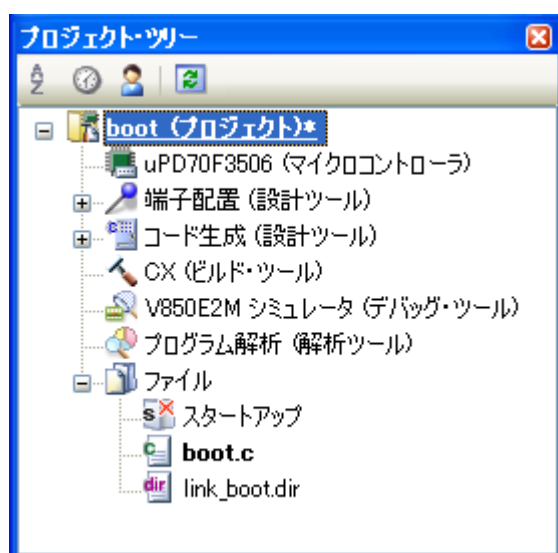 プロジェクト・ツリー
boot (プロジェクト)*
uPD70F3506 (マイクロコントローラ)
端子配置 (設計ツール)
コード生成 (設計ツール)
CX (ビルド・ツール)
V850E2M シミュレータ (デバッグ・ツール)
プログラム解析 (解析ツール)
ファイル
スタートアップ
boot.c
link_boot.dir